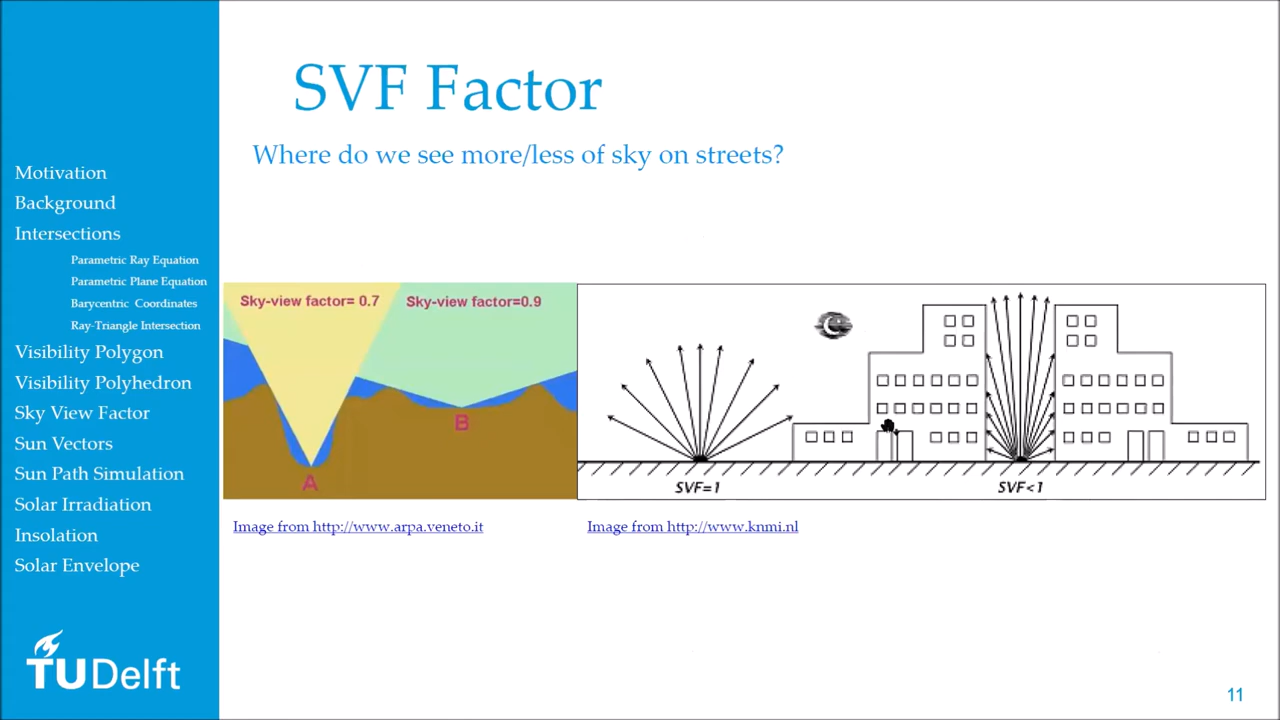 SVF Factor
Where do we see more/less of sky on streets?
Motivation
Background
Intersections
Parametric Ray Equation
Parametric Plane Equation
Barycentric Coordinates
Ray-Triangle Intersection
Visibility Polygon
Visibility Polyhedron
Sky View Factor
Sun Vectors
Sun Path Simulation
Solar Irradiation
Insolation
Solar Envelope
TUDelft
Sky-view factor= 0.7
Sky-view factor=0.9
A
B
SVF=1
SVF<1
Image from http://www.arpa.veneto.it
Image from http://www.knmi.nl
11